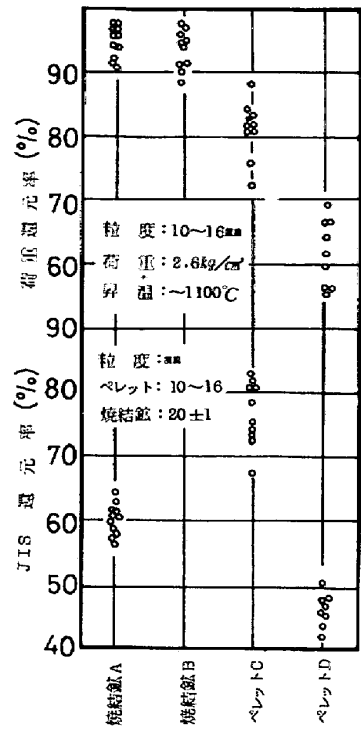 荷重還元率(%)
90
80
70
60
粒 度:10~16mm
荷 重:2.6kg/cm²
昇 温:~1100℃
JIS 還元率(%)
90
80
70
60
50
40
粒 度:mm
ペレット:10~16
焼結鉱:20±1
焼結鉱A
焼結鉱B
ペレットC
ペレットD